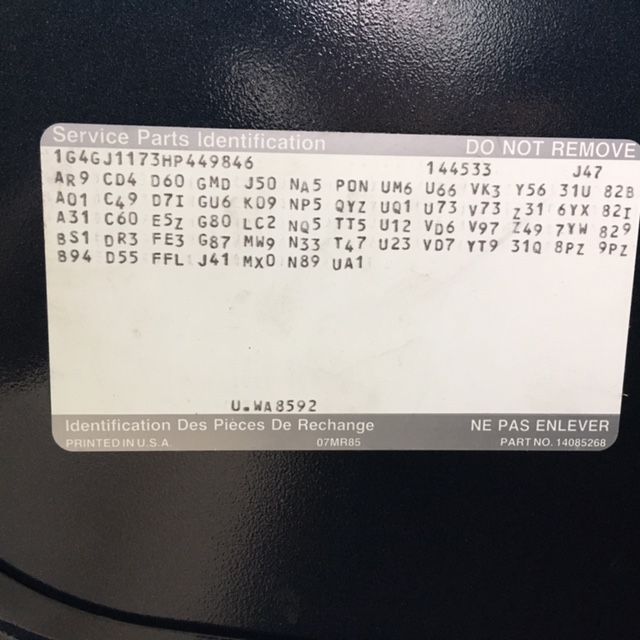 Service Parts Identification DO NOT REMOVE
1G4GJ1173HP449846 144533 J47
AR9 CD4 D60 GMD J50 NA5 PDN UM6 U66 VK3 Y56 31U 82B
AQ1 C49 D7I GU6 K09 NP5 QYZ UQ1 U73 V73 Z31 6YX 82I
A31 C60 E5Z G80 LC2 NQ5 TT5 U12 VD6 V97 Z49 7YW 829
BS1 DR3 FE3 G87 MW9 N33 T47 U23 VD7 YT9 31Q 8PZ 9PZ
B94 D55 FFL J41 MX0 N89 UA1
U.WA8592
Identification Des Pièces De Rechange NE PAS ENLEVER
PRINTED IN U.S.A. 07MR85 PART NO. 14085268